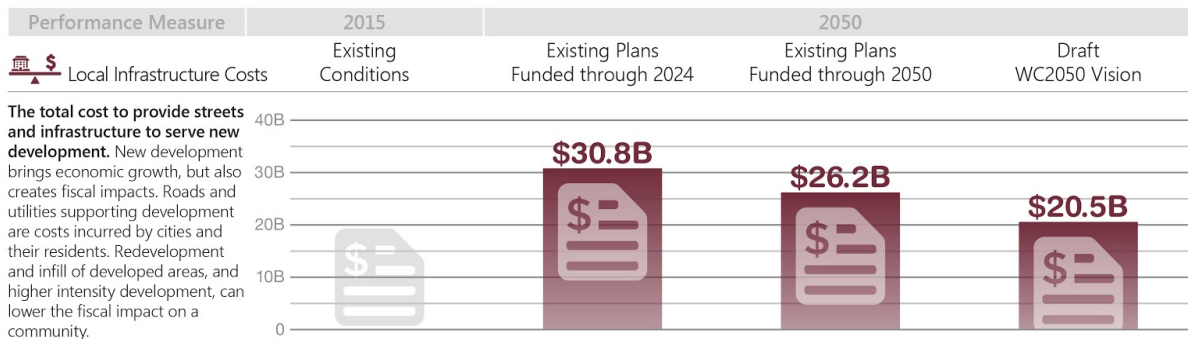 Performance Measure 2015 2050
Local Infrastructure Costs
Existing
Conditions
Existing Plans
Funded through 2024
Existing Plans
Funded through 2050
Draft
WC2050 Vision
The total cost to provide streets
and infrastructure to serve new
development. New development
brings economic growth, but also
creates fiscal impacts. Roads and
utilities supporting development
are costs incurred by cities and
their residents. Redevelopment
and infill of developed areas, and
higher intensity development, can
lower the fiscal impact on a
community.
40B
30B
20B
10B
0
$30.8B
$26.2B
$20.5B